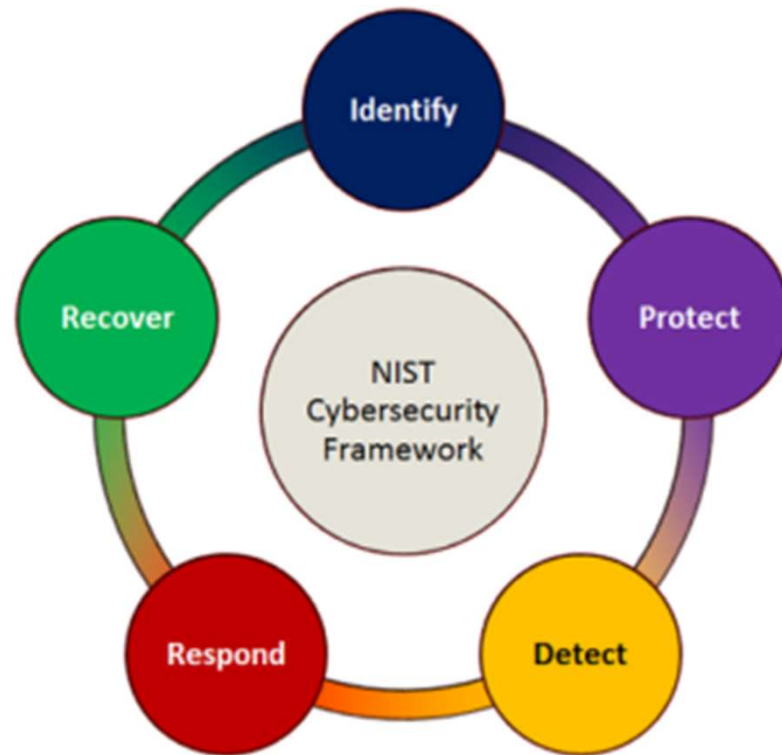 Identify
Recover
Protect
NIST
Cybersecurity
Framework
Respond
Detect